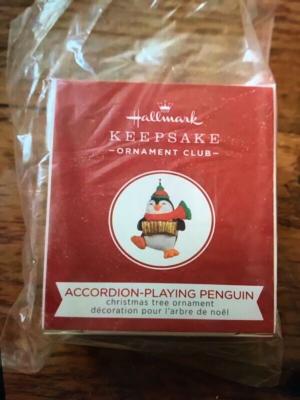 Hallmark
KEEPSAKE
—ORNAMENT CLUB—
ACCORDION-PLAYING PENGUIN
christmas tree ornament
décoration pour l'arbre de noël